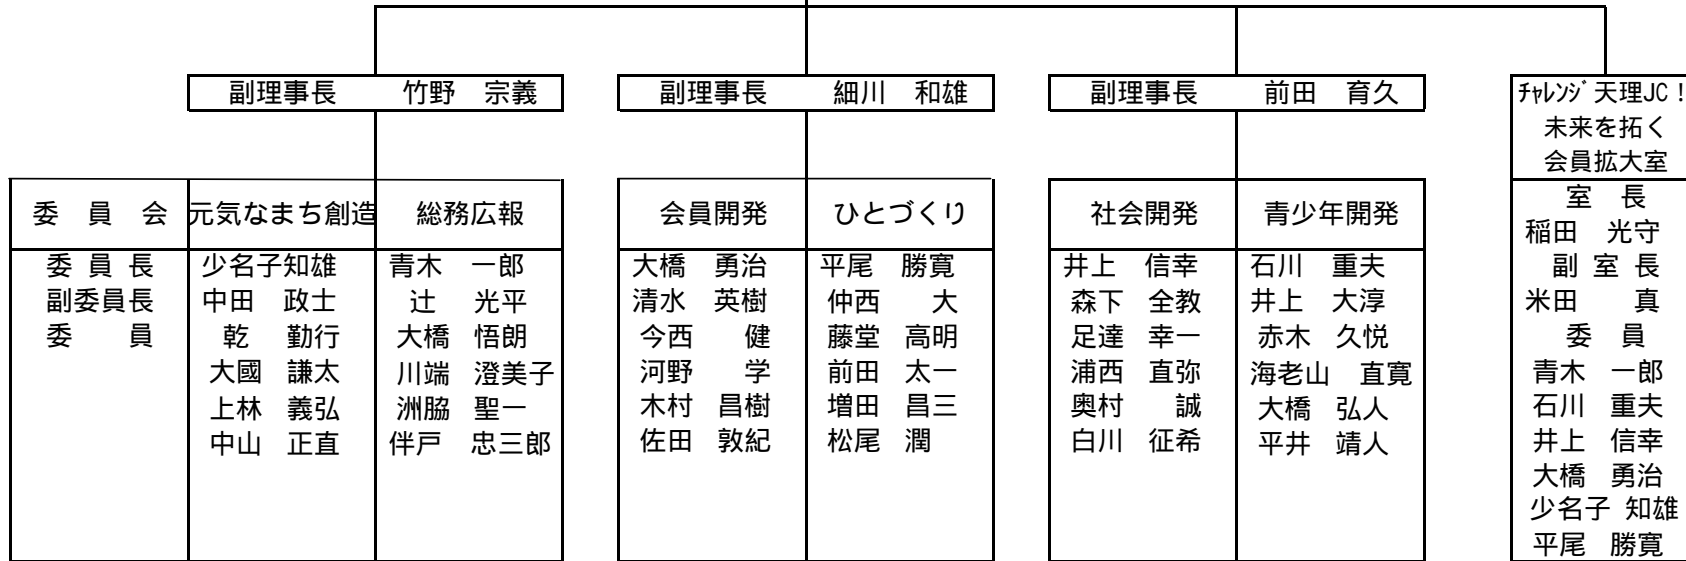 副理事長　竹野　宗義
副理事長　細川　和雄
副理事長　前田　育久
ﾁｬﾚﾝｼﾞ天理JC！
未来を拓く
会員拡大室
委　員　会　元気なまち創造　総務広報　会員開発　ひとづくり　社会開発　青少年開発
委 員 長　少名子知雄　青木　一郎　大橋　勇治　平尾　勝寛　井上　信幸　石川　重夫
副委員長　中田　政士　辻　光平　清水　英樹　仲西　大　森下　全教　井上　大淳
委　　員　乾　勤行　大橋　悟朗　今西　健　藤堂　高明　足達　幸一　赤木　久悦
大國　謙太　川端　澄美子　河野　学　前田　太一　浦西　直弥　海老山　直寛
上林　義弘　洲脇　聖一　木村　昌樹　増田　昌三　奥村　誠　大橋　弘人
中山　正直　伴戸　忠三郎　佐田　敦紀　松尾　潤　白川　征希　平井　靖人
室　長
稲田　光守
副 室 長
米田　真
委　員
青木　一郎
石川　重夫
井上　信幸
大橋　勇治
少名子 知雄
平尾　勝寛